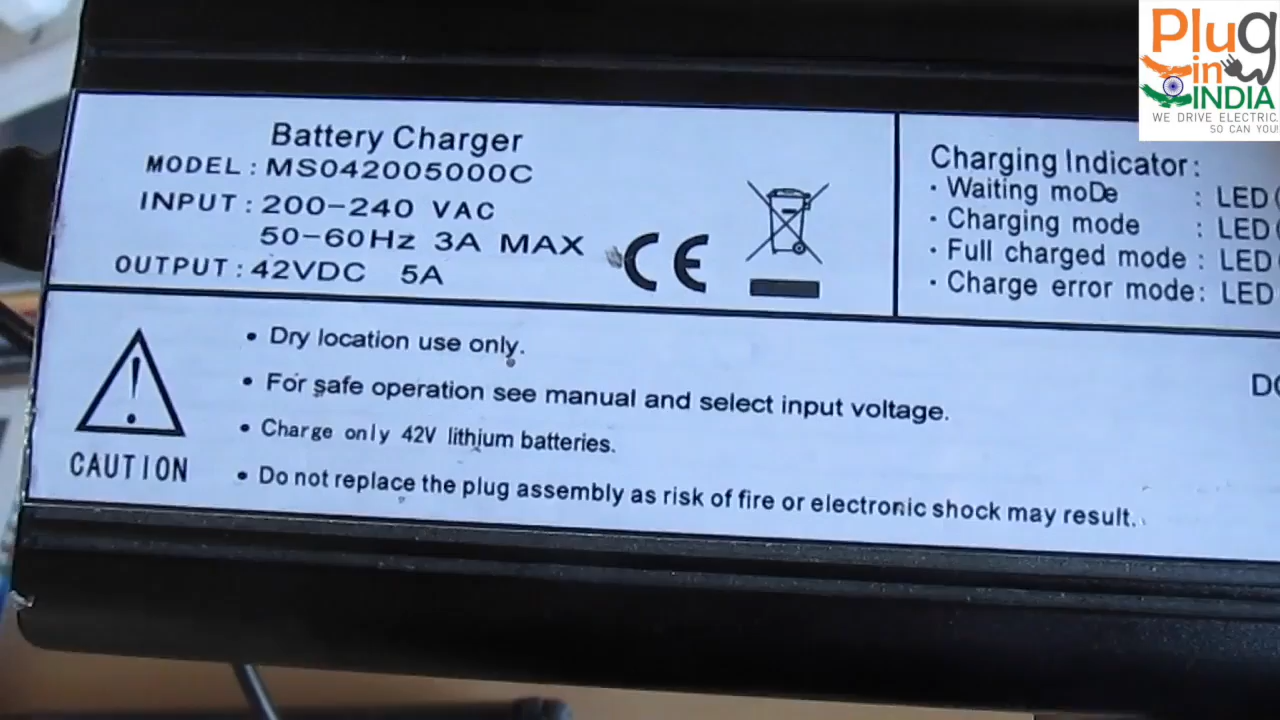 Plug
in
INDIA
WE DRIVE ELECTRIC.
SO CAN YOU!
Battery Charger
MODEL : MS042005000C
INPUT : 200-240 VAC
50-60Hz 3A MAX
OUTPUT : 42VDC 5A
CE
Charging Indicator :
· Waiting moDe : LED
· Charging mode : LED
· Full charged mode : LED
· Charge error mode : LED
CAUTION
• Dry location use only.
• For safe operation see manual and select input voltage.
• Charge only 42V lithium batteries.
• Do not replace the plug assembly as risk of fire or electronic shock may result.